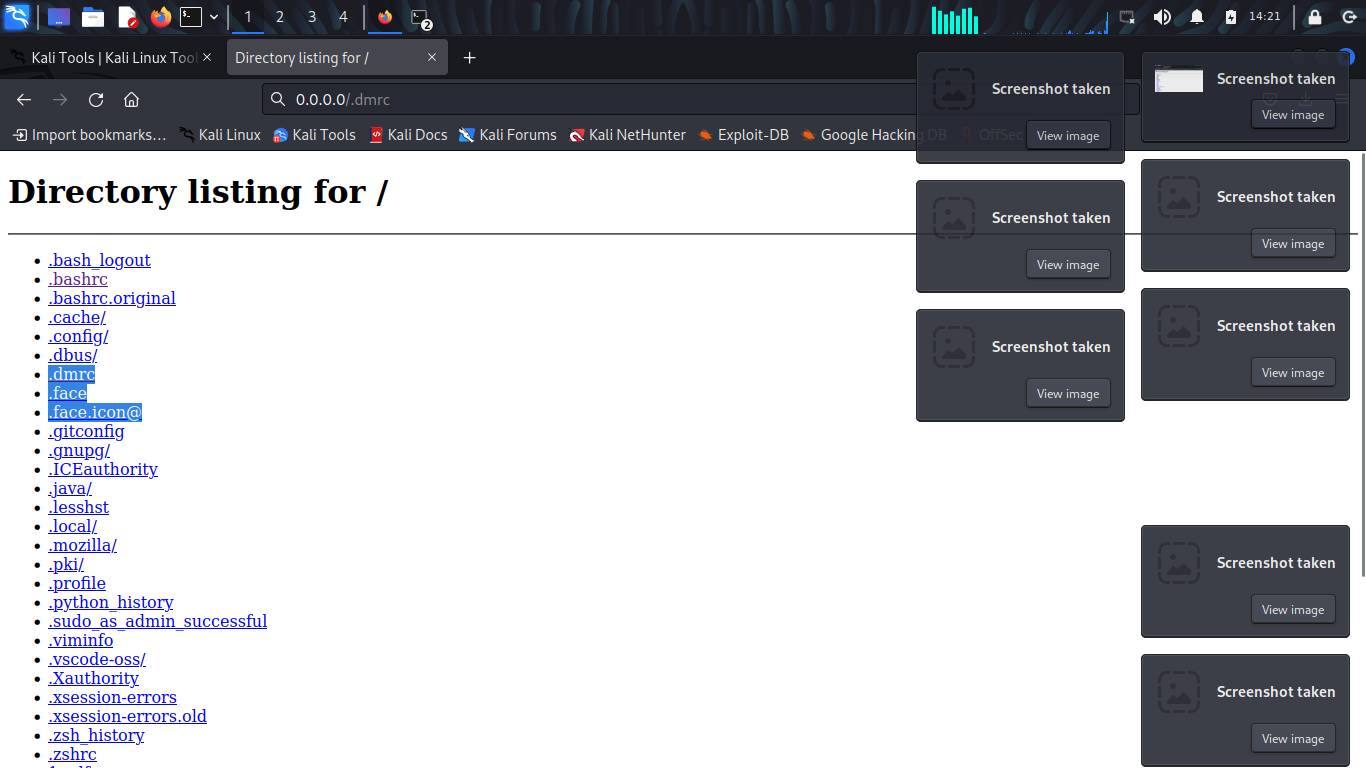 1 2 3 4 2 14:21
Kali Tools | Kali Linux Tool
Directory listing for /
0.0.0.0/.dmrc
Import bookmarks… Kali Linux Kali Tools Kali Docs Kali Forums Kali NetHunter Exploit-DB Google Hacking DB OffSec
Directory listing for /
.bash_logout
.bashrc
.bashrc.original
.cache/
.config/
.dbus/
.dmrc
.face
.face.icon@
.gitconfig
.gnupg/
.ICEauthority
.java/
.lesshst
.local/
.mozilla/
.pki/
.profile
.python_history
.sudo_as_admin_successful
.viminfo
.vscode-oss/
.Xauthority
.xsession-errors
.xsession-errors.old
.zsh_history
.zshrc
Screenshot taken
View image
Screenshot taken
View image
Screenshot taken
View image
Screenshot taken
View image
Screenshot taken
View image
Screenshot taken
View image
Screenshot taken
View image
Screenshot taken
View image